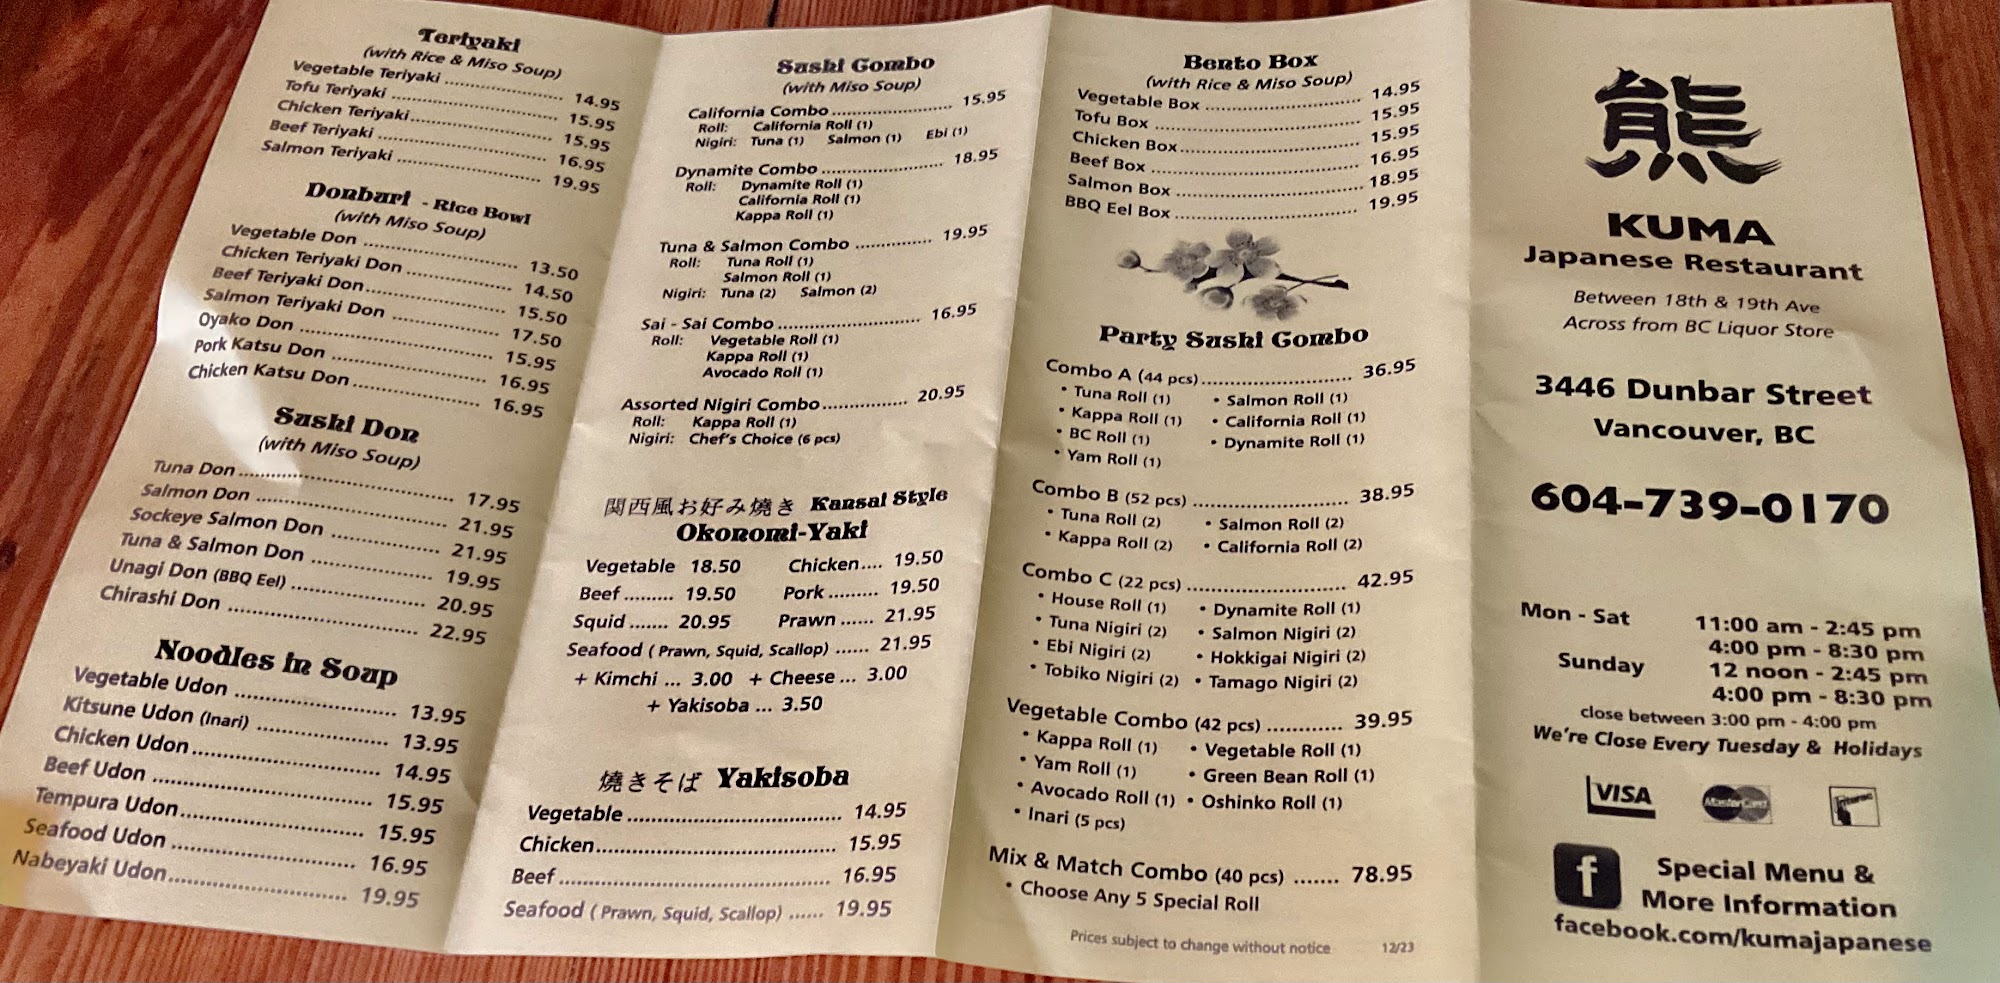 Teriyaki
(with Rice & Miso Soup)
Vegetable Teriyaki ........................ 14.95
Tofu Teriyaki ................................. 15.95
Chicken Teriyaki............................ 15.95
Beef Teriyaki ................................. 16.95
Salmon Teriyaki ............................ 19.95
Donburi - Rice Bowl
(with Miso Soup)
Vegetable Don .............................. 13.50
Chicken Teriyaki Don ..................... 14.50
Beef Teriyaki Don........................... 15.50
Salmon Teriyaki Don ..................... 17.50
Oyako Don .................................... 15.95
Pork Katsu Don ............................. 16.95
Chicken Katsu Don........................ 16.95
Sushi Don
(with Miso Soup)
Tuna Don ...................................... 17.95
Salmon Don .................................. 21.95
Sockeye Salmon Don .................... 21.95
Tuna & Salmon Don ...................... 19.95
Unagi Don (BBQ Eel) ..................... 20.95
Chirashi Don ................................. 22.95
Noodles in Soup
Vegetable Udon ............................ 13.95
Kitsune Udon (Inari) ...................... 13.95
Chicken Udon................................ 14.95
Beef Udon ..................................... 15.95
Tempura Udon............................... 15.95
Seafood Udon ............................... 16.95
Nabeyaki Udon.............................. 19.95
Sushi Combo
(with Miso Soup)
California Combo .................... 15.95
Roll: California Roll (1)
Nigiri: Tuna (1) Salmon (1) Ebi (1)
Dynamite Combo .................... 18.95
Roll: Dynamite Roll (1)
California Roll (1)
Kappa Roll (1)
Tuna & Salmon Combo ............. 19.95
Roll: Tuna Roll (1)
Salmon Roll (1)
Nigiri: Tuna (2) Salmon (2)
Sai - Sai Combo ........................ 16.95
Roll: Vegetable Roll (1)
Kappa Roll (1)
Avocado Roll (1)
Assorted Nigiri Combo............... 20.95
Roll: Kappa Roll (1)
Nigiri: Chef's Choice (6 pcs)
関西風お好み焼き Kansai Style
Okonomi-Yaki
Vegetable 18.50 Chicken.... 19.50
Beef ......... 19.50 Pork ......... 19.50
Squid ....... 20.95 Prawn ...... 21.95
Seafood ( Prawn, Squid, Scallop) ...... 21.95
+ Kimchi ... 3.00 + Cheese ... 3.00
+ Yakisoba ... 3.50
焼きそば Yakisoba
Vegetable .................................... 14.95
Chicken........................................ 15.95
Beef ............................................. 16.95
Seafood ( Prawn, Squid, Scallop) ...... 19.95
Bento Box
(with Rice & Miso Soup)
Vegetable Box .......................... 14.95
Tofu Box .................................. 15.95
Chicken Box.............................. 15.95
Beef Box ................................... 16.95
Salmon Box .............................. 18.95
BBQ Eel Box .............................. 19.95
Party Sushi Combo
Combo A (44 pcs)......................... 36.95
• Tuna Roll (1) • Salmon Roll (1)
• Kappa Roll (1) • California Roll (1)
• BC Roll (1) • Dynamite Roll (1)
• Yam Roll (1)
Combo B (52 pcs) .......................... 38.95
• Tuna Roll (2) • Salmon Roll (2)
• Kappa Roll (2) • California Roll (2)
Combo C (22 pcs) .......................... 42.95
• House Roll (1) • Dynamite Roll (1)
• Tuna Nigiri (2) • Salmon Nigiri (2)
• Ebi Nigiri (2) • Hokkigai Nigiri (2)
• Tobiko Nigiri (2) • Tamago Nigiri (2)
Vegetable Combo (42 pcs) ............ 39.95
• Kappa Roll (1) • Vegetable Roll (1)
• Yam Roll (1) • Green Bean Roll (1)
• Avocado Roll (1) • Oshinko Roll (1)
• Inari (5 pcs)
Mix & Match Combo (40 pcs) ....... 78.95
• Choose Any 5 Special Roll
Prices subject to change without notice 12/23
熊
KUMA
Japanese Restaurant
Between 18th & 19th Ave
Across from BC Liquor Store
3446 Dunbar Street
Vancouver, BC
604-739-0170
Mon - Sat 11:00 am - 2:45 pm
4:00 pm - 8:30 pm
Sunday 12 noon - 2:45 pm
4:00 pm - 8:30 pm
close between 3:00 pm - 4:00 pm
We're Close Every Tuesday & Holidays
VISA MasterCard Interac
f Special Menu &
More Information
facebook.com/kumajapanese